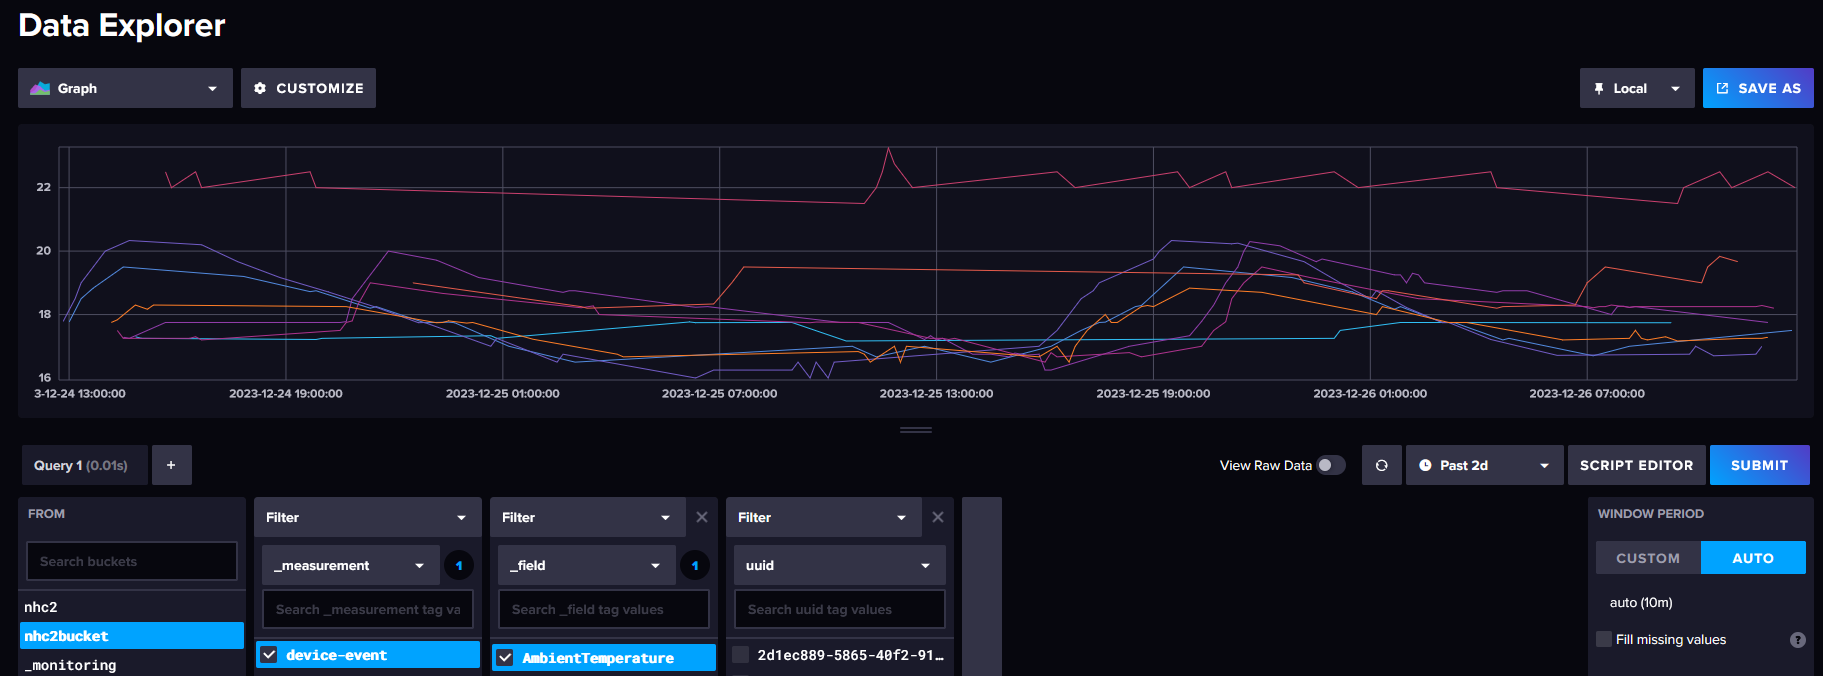 Data Explorer
Graph
CUSTOMIZE
Local
SAVE AS
22
20
18
16
3-12-24 13:00:00
2023-12-24 19:00:00
2023-12-25 01:00:00
2023-12-25 07:00:00
2023-12-25 13:00:00
2023-12-25 19:00:00
2023-12-26 01:00:00
2023-12-26 07:00:00
Query 1 (0.01s)
+
View Raw Data
Past 2d
SCRIPT EDITOR
SUBMIT
FROM
Search buckets
nhc2
nhc2bucket
_monitoring
Filter
_measurement
1
Search _measurement tag va
device-event
Filter
_field
1
Search _field tag values
AmbientTemperature
Filter
uuid
Search uuid tag values
2d1ec889-5865-40f2-91…
WINDOW PERIOD
CUSTOM
AUTO
auto (10m)
Fill missing values
?